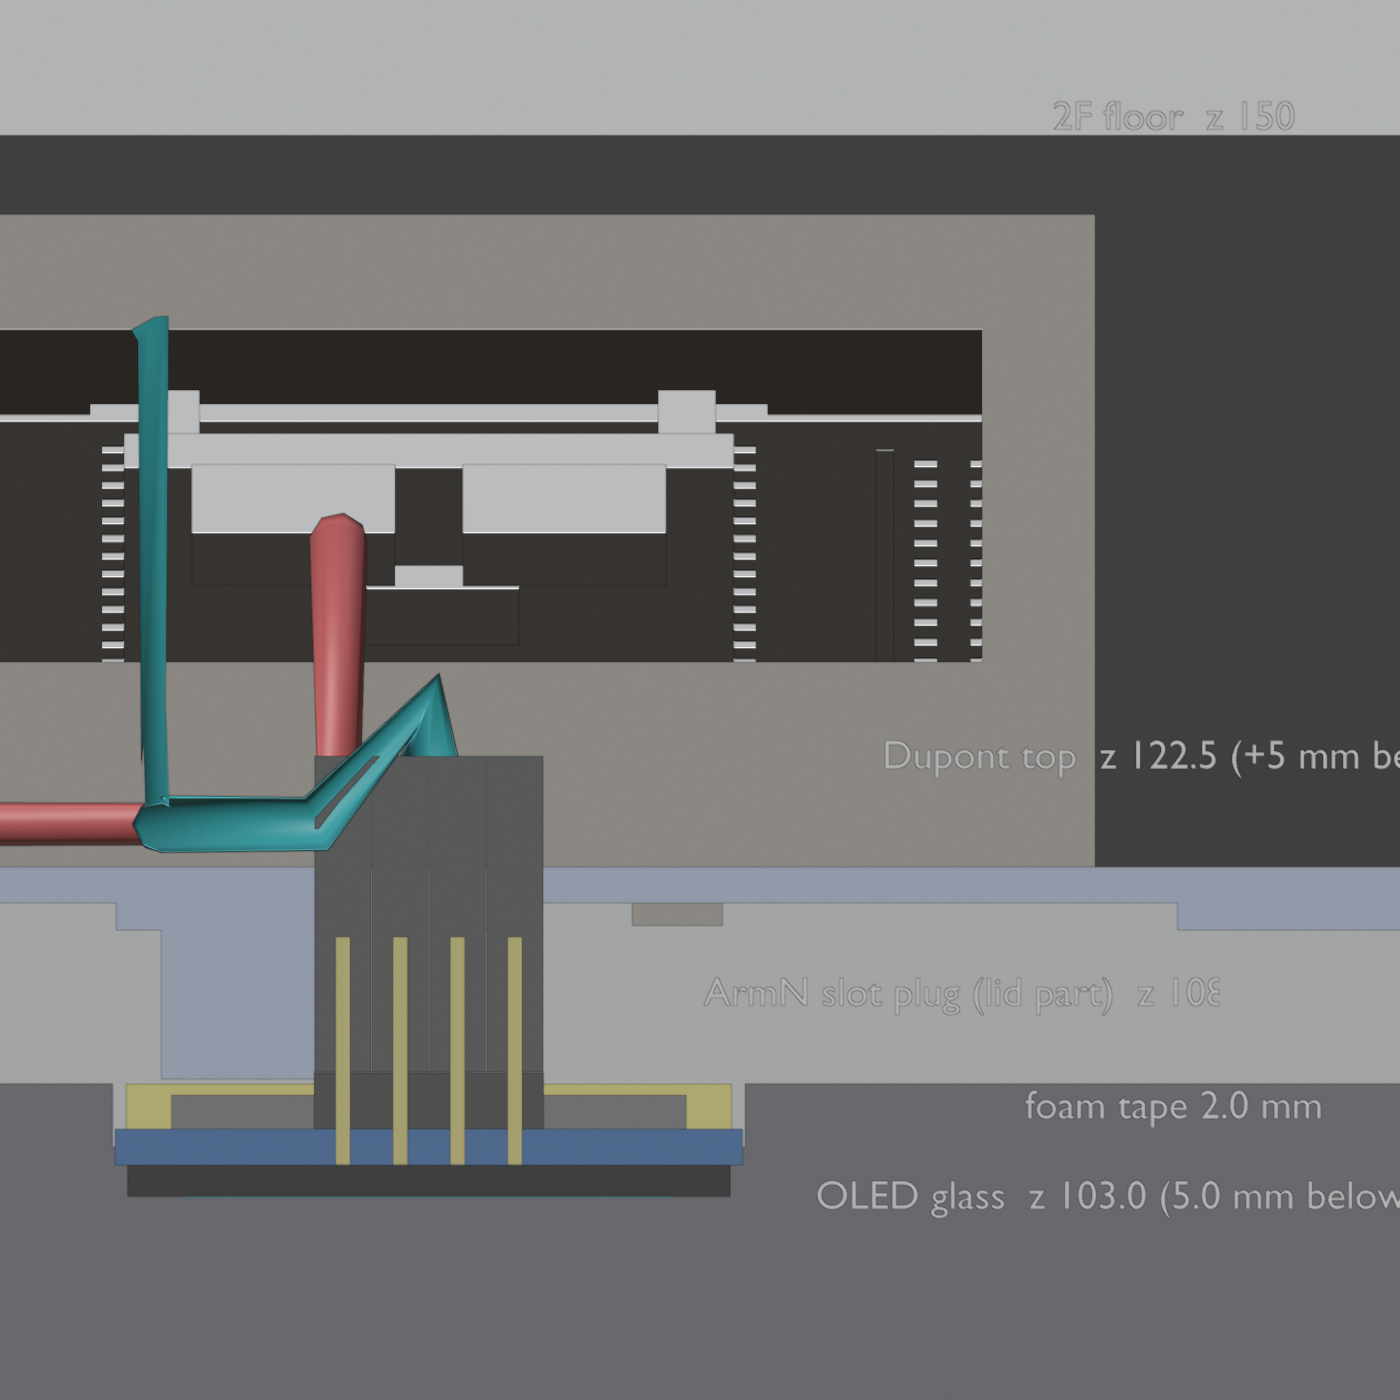 2F floor z 150
Dupont top z 122.5 (+5 mm be
ArmN slot plug (lid part) z 108
foam tape 2.0 mm
OLED glass z 103.0 (5.0 mm below